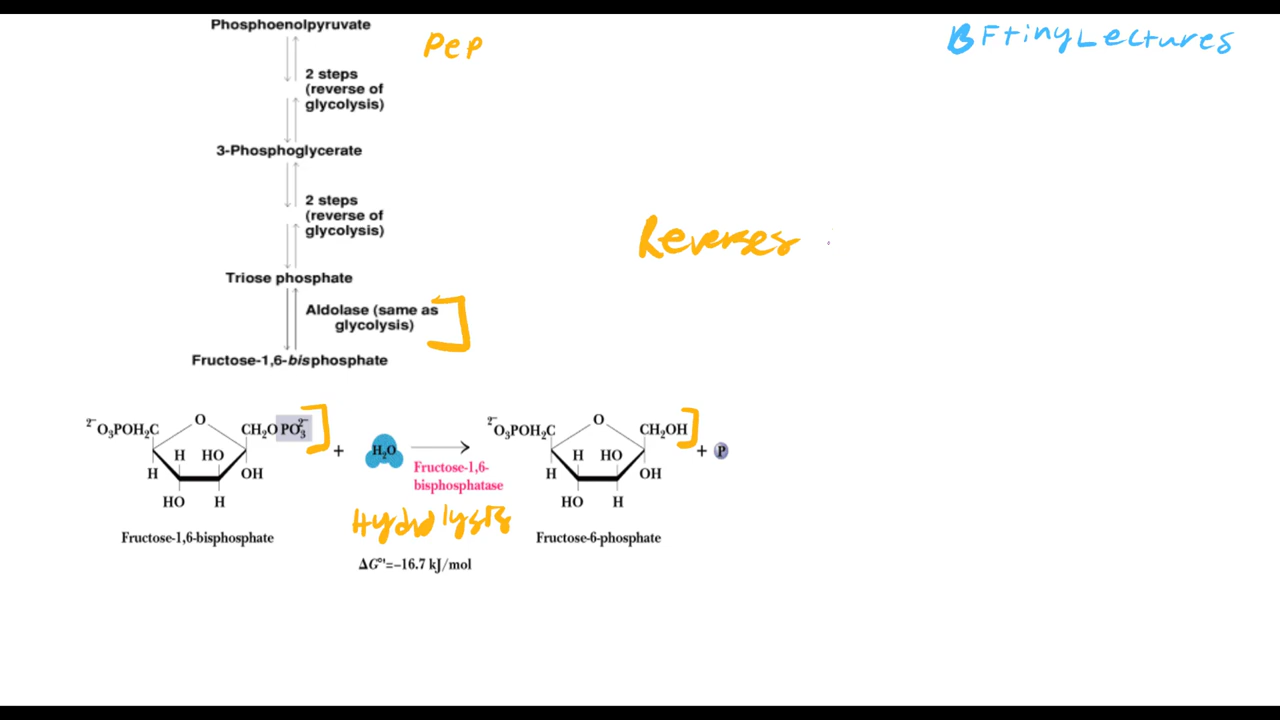 Phosphoenolpyruvate
Pep
BFtinyLectures
2 steps
(reverse of
glycolysis)
3-Phosphoglycerate
2 steps
(reverse of
glycolysis)
Reverses
Triose phosphate
Aldolase (same as
glycolysis)
Fructose-1,6-bisphosphate
2-O3POH2C O CH2OPO3 2- + H2O 2-O3POH2C O CH2OH + P
H HO H HO
Fructose-1,6-
bisphosphatase
H OH H OH
HO H HO H
Hydrolysis
Fructose-1,6-bisphosphate Fructose-6-phosphate
ΔG°'=–16.7 kJ/mol